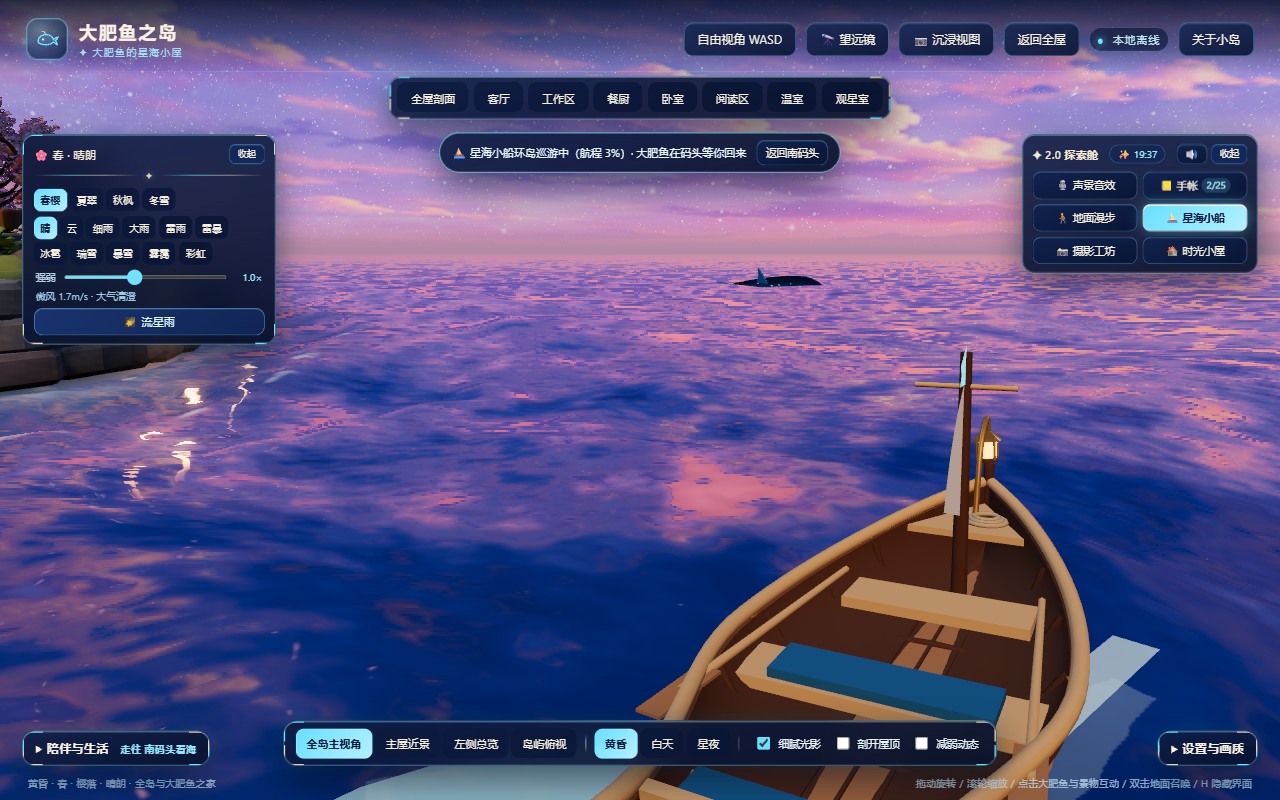 大肥鱼之岛
✦ 大肥鱼的星海小屋
自由视角 WASD
望远镜
沉浸视图
返回全屋
本地离线
关于小岛
全屋剖面
客厅
工作区
餐厨
卧室
阅读区
温室
观星室
星海小船环岛巡游中（航程 3%）· 大肥鱼在码头等你回来
返回南码头
春 · 晴朗
收起
春樱
夏翠
秋枫
冬雪
晴
云
细雨
大雨
雷雨
雷暴
冰雹
瑞雪
暴雪
雾霭
彩虹
强弱
1.0×
微风 1.7m/s · 大气清澄
流星雨
✦ 2.0 探索舱
19:37
收起
声景音效
手帐 2/25
地面漫步
星海小船
摄影工坊
时光小屋
陪伴与生活 走往 南码头看海
全岛主视角
主屋近景
左侧总览
岛屿俯视
黄昏
白天
星夜
细腻光影
剖开屋顶
减弱动态
设置与画质
黄昏 · 春 · 樱落 · 晴朗 · 全岛与大肥鱼之家
拖动旋转 / 滚轮缩放 / 点击大肥鱼与景物互动 / 双击地面召唤 / H 隐藏界面